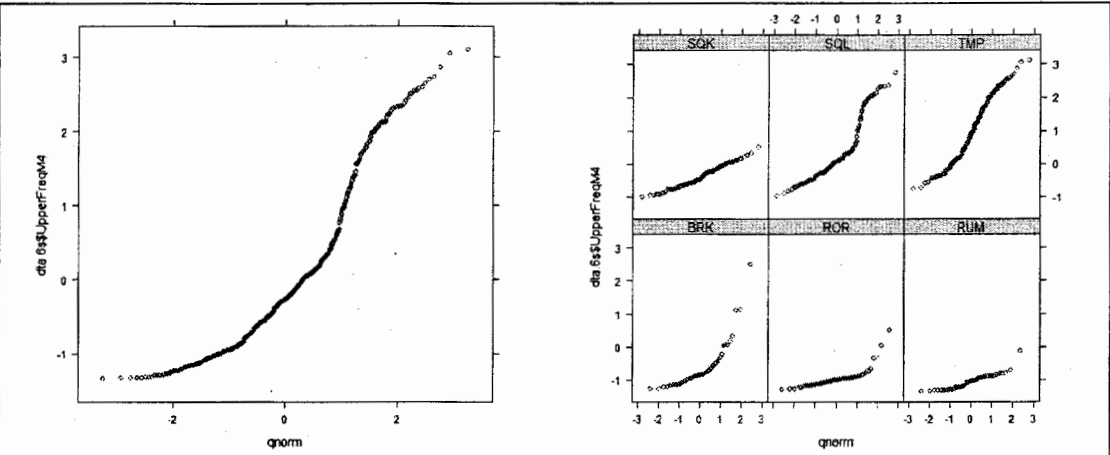 3
2
1
0
-1
dta 6s$UpperFreqM4
-2 0 2
qnorm
-3 -2 -1 0 1 2 3
SQK SQL TMP
3
2
1
0
-1
BRK ROR RUM
3
2
1
0
-1
dta 6s$UpperFreqM4
-3 -2 -1 0 1 2 3 -3 -2 -1 0 1 2 3
qnorm